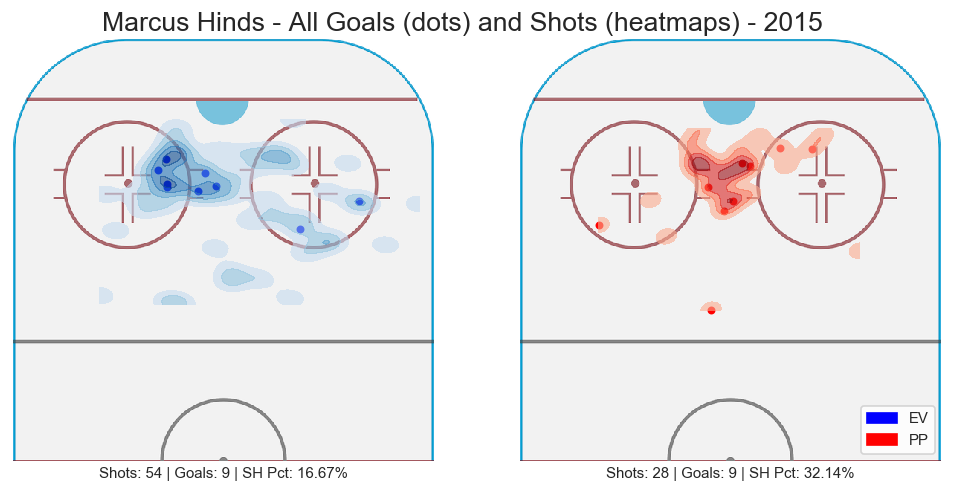 Marcus Hinds - All Goals (dots) and Shots (heatmaps) - 2015
EV
PP
Shots: 54 | Goals: 9 | SH Pct: 16.67%
Shots: 28 | Goals: 9 | SH Pct: 32.14%